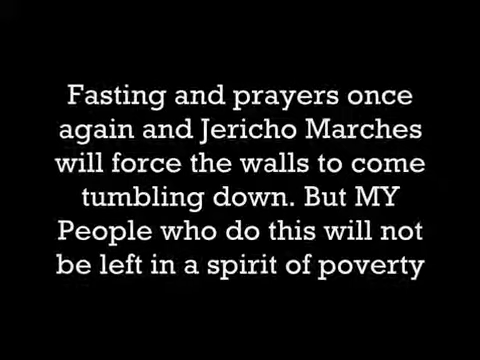 Fasting and prayers once
again and Jericho Marches
will force the walls to come
tumbling down. But MY
People who do this will not
be left in a spirit of poverty